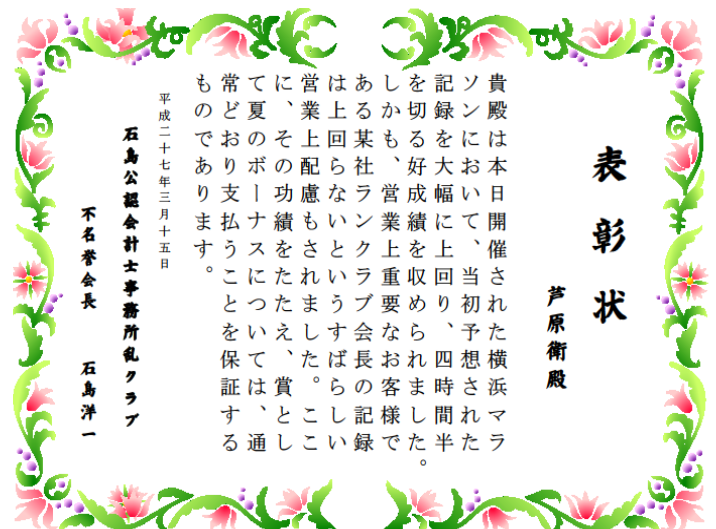 表彰状
芦原衛殿
貴殿は本日開催された横浜マラ
ソンにおいて、当初予想された
記録を大幅に上回り、四時間半
を切る好成績を収められました。
しかも、営業上重要なお客様で
ある某社ランクラブ会長の記録
は上回らないというすばらしい
営業上配慮もされました。ここ
に、その功績をたたえ、賞とし
て夏のボーナスについては、通
常どおり支払うことを保証する
ものであります。
平成二十七年三月十五日
石島公認会計士事務所乱クラブ
不名誉会長 石島洋一